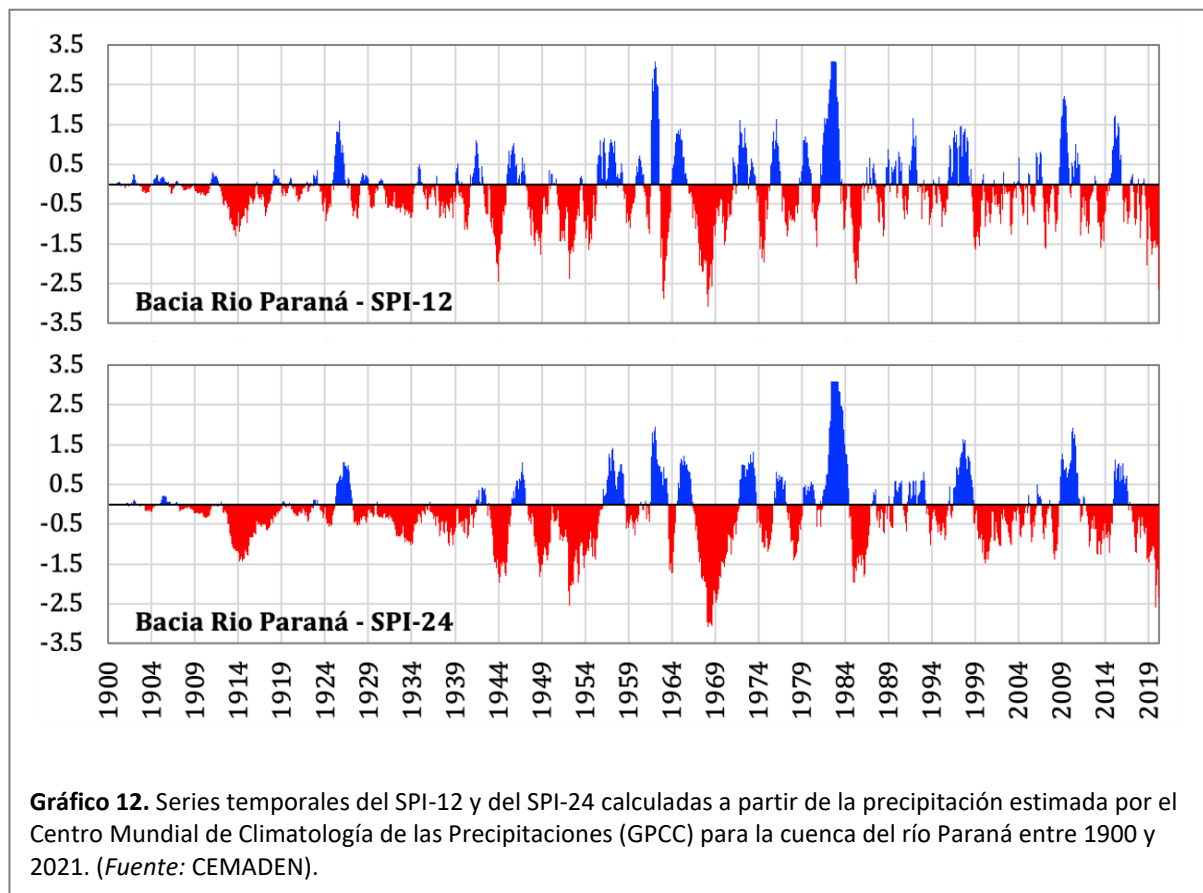 3.5
2.5
1.5
0.5
-0.5
-1.5
-2.5
-3.5
Bacia Rio Paraná - SPI-12
3.5
2.5
1.5
0.5
-0.5
-1.5
-2.5
-3.5
Bacia Rio Paraná - SPI-24
1900 1904 1909 1914 1919 1924 1929 1934 1939 1944 1949 1954 1959 1964 1969 1974 1979 1984 1989 1994 1999 2004 2009 2014 2019
Gráfico 12. Series temporales del SPI-12 y del SPI-24 calculadas a partir de la precipitación estimada por el
Centro Mundial de Climatología de las Precipitaciones (GPCC) para la cuenca del río Paraná entre 1900 y
2021. (Fuente: CEMADEN).